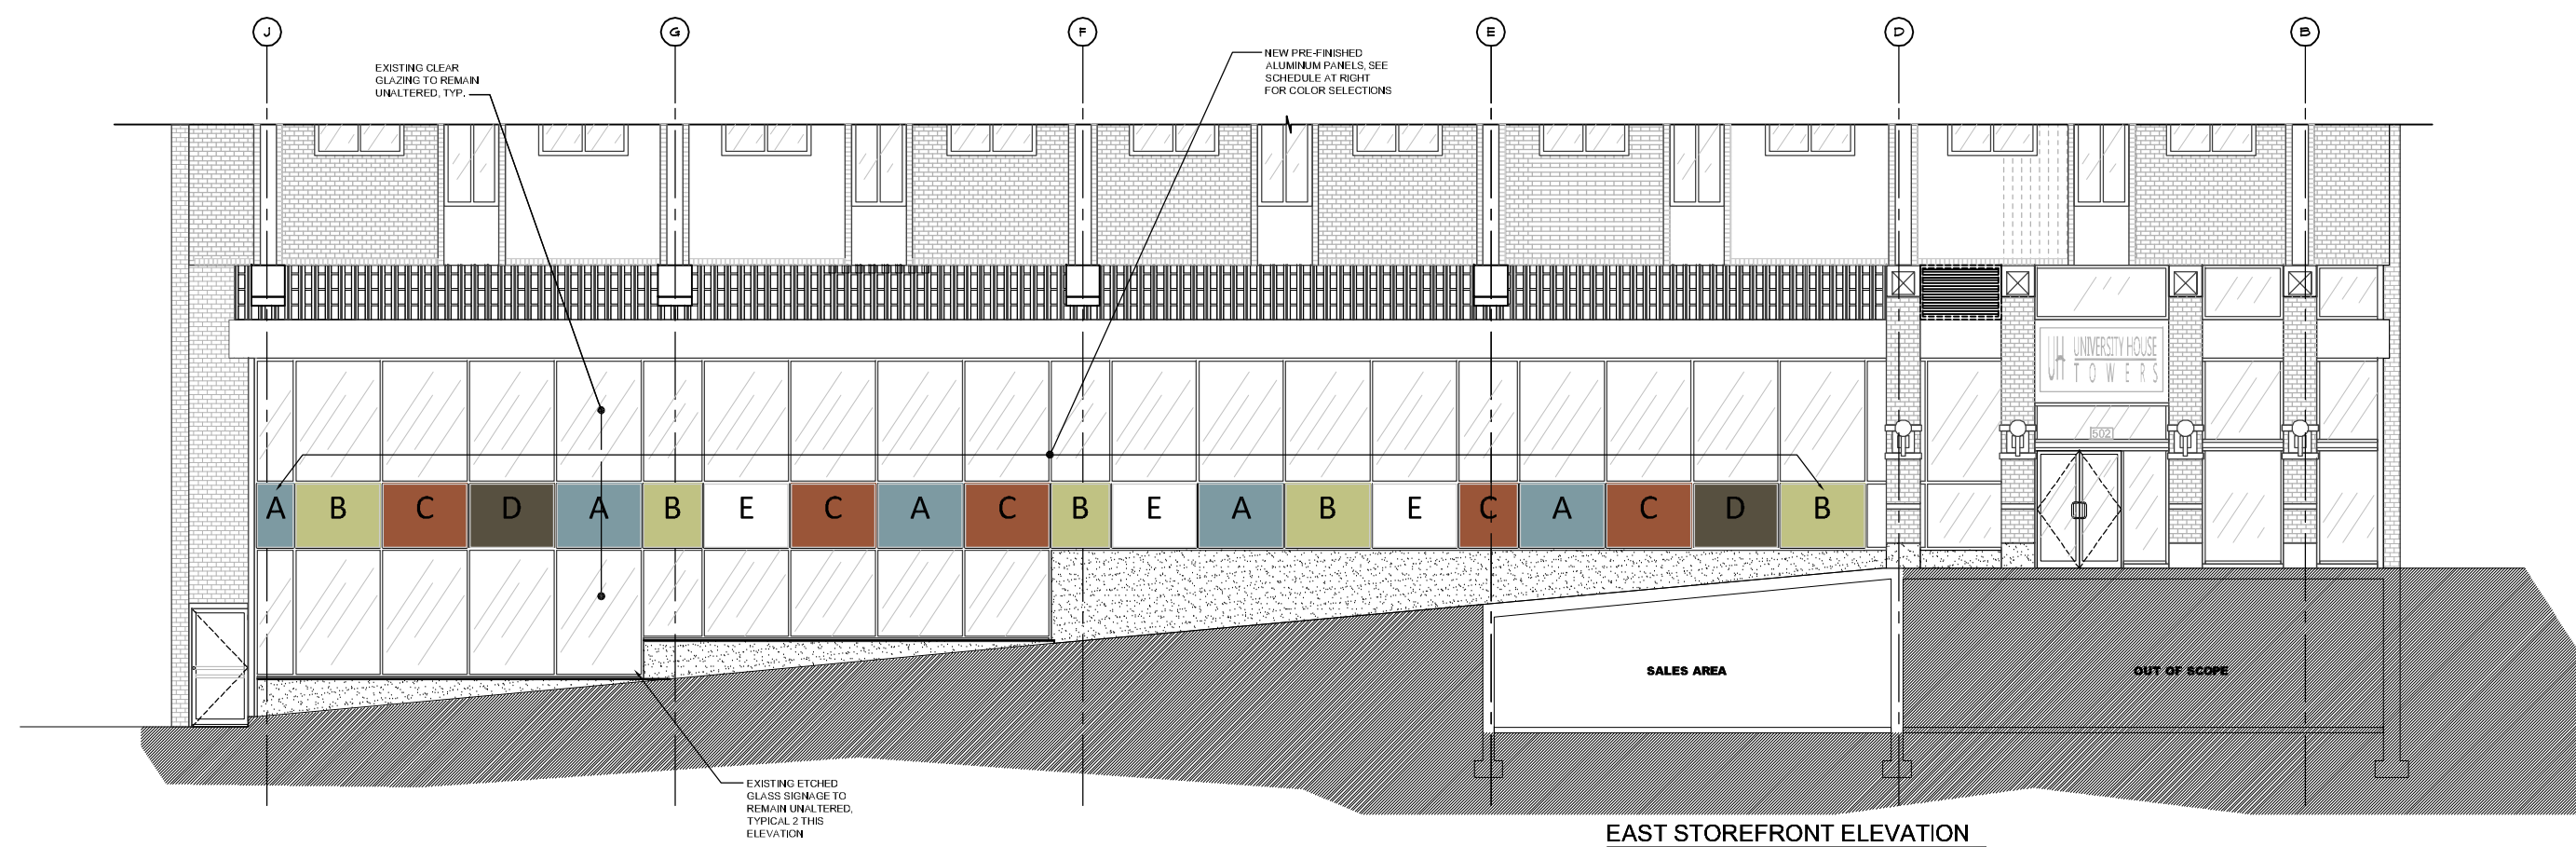 J
G
F
E
D
B
EXISTING CLEAR
GLAZING TO REMAIN
UNALTERED, TYP.
NEW PRE-FINISHED
ALUMINUM PANELS, SEE
SCHEDULE AT RIGHT
FOR COLOR SELECTIONS
UH
UNIVERSITY HOUSE
TOWERS
502
A B C D A B E C A C B E A B E C A C D B
SALES AREA
OUT OF SCOPE
EXISTING ETCHED
GLASS SIGNAGE TO
REMAIN UNALTERED,
TYPICAL 2 THIS
ELEVATION
EAST STOREFRONT ELEVATION